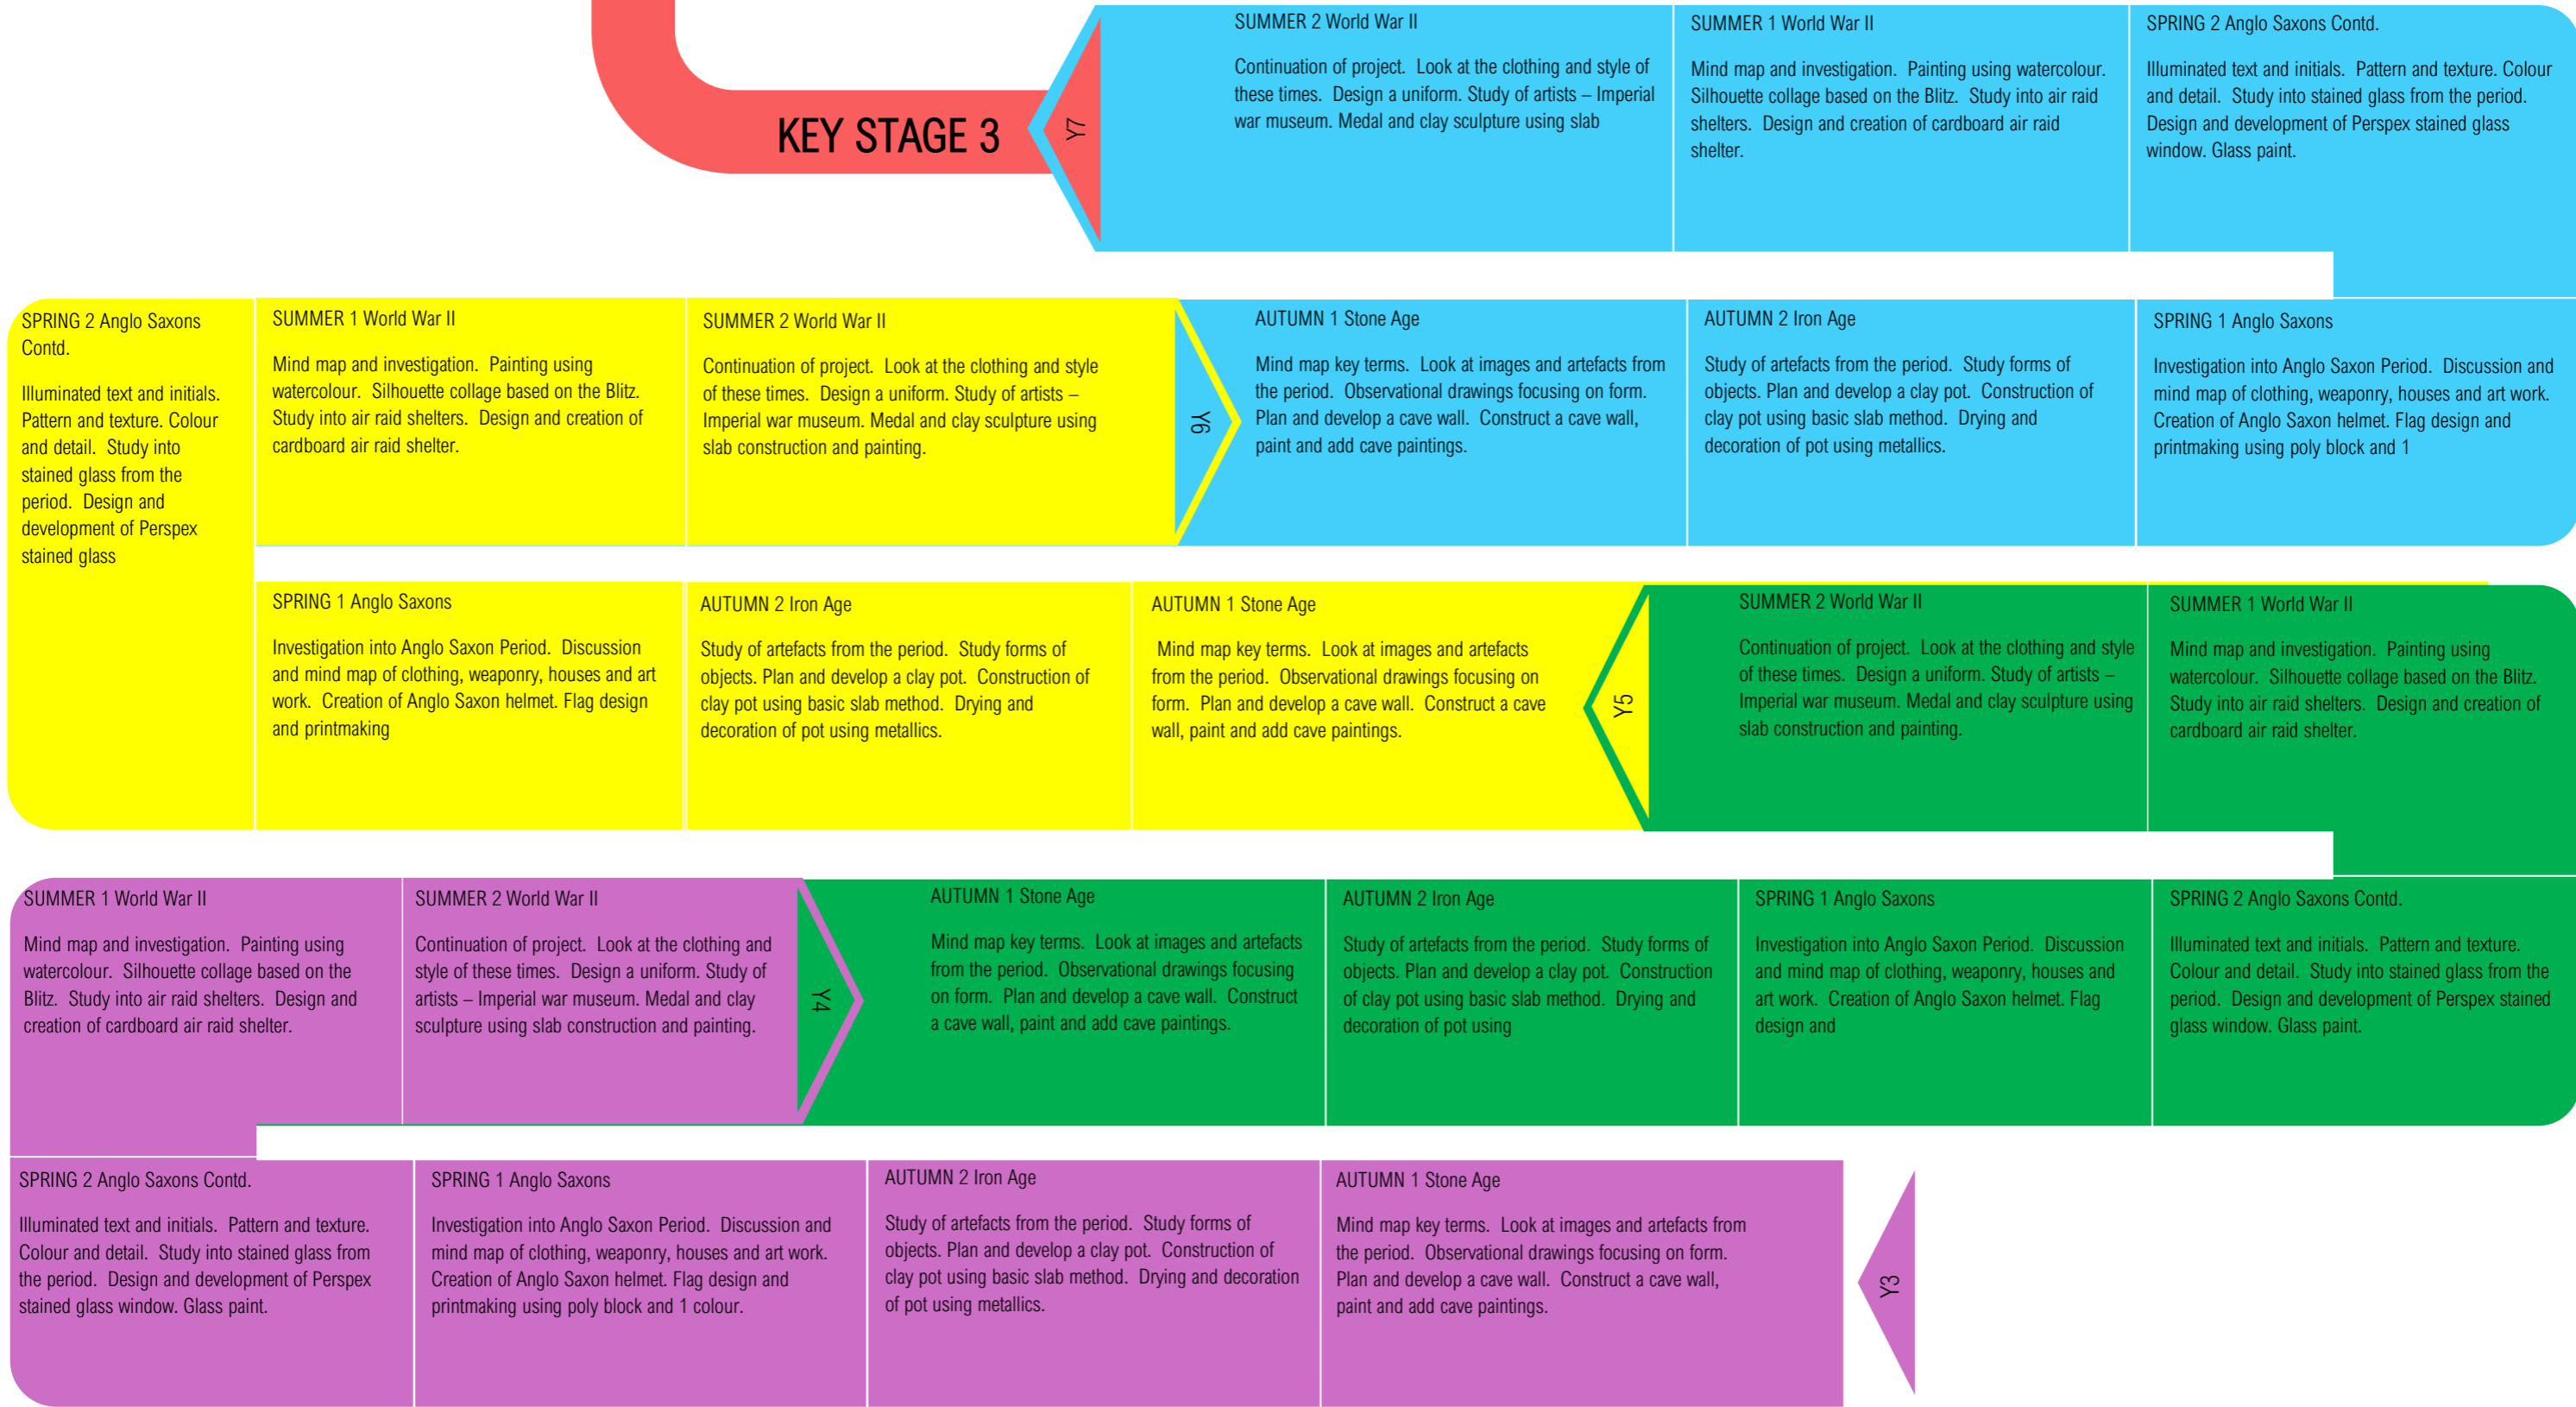 KEY STAGE 3
Y7
SUMMER 2 World War II
Continuation of project.  Look at the clothing and style of
these times.  Design a uniform. Study of artists – Imperial
war museum. Medal and clay sculpture using slab
SUMMER 1 World War II
Mind map and investigation.  Painting using watercolour.
Silhouette collage based on the Blitz.  Study into air raid
shelters.  Design and creation of cardboard air raid
shelter.
SPRING 2 Anglo Saxons Contd.
Illuminated text and initials.  Pattern and texture. Colour
and detail.  Study into stained glass from the period.
Design and development of Perspex stained glass
window. Glass paint.
SPRING 2 Anglo Saxons
Contd.
Illuminated text and initials.
Pattern and texture. Colour
and detail.  Study into
stained glass from the
period.  Design and
development of Perspex
stained glass
SUMMER 1 World War II
Mind map and investigation.  Painting using
watercolour.  Silhouette collage based on the Blitz.
Study into air raid shelters.  Design and creation of
cardboard air raid shelter.
SUMMER 2 World War II
Continuation of project.  Look at the clothing and style
of these times.  Design a uniform. Study of artists –
Imperial war museum. Medal and clay sculpture using
slab construction and painting.
Y6
AUTUMN 1 Stone Age
Mind map key terms.  Look at images and artefacts from
the period.  Observational drawings focusing on form.
Plan and develop a cave wall.  Construct a cave wall,
paint and add cave paintings.
AUTUMN 2 Iron Age
Study of artefacts from the period.  Study forms of
objects. Plan and develop a clay pot.  Construction of
clay pot using basic slab method.  Drying and
decoration of pot using metallics.
SPRING 1 Anglo Saxons
Investigation into Anglo Saxon Period.  Discussion and
mind map of clothing, weaponry, houses and art work.
Creation of Anglo Saxon helmet. Flag design and
printmaking using poly block and 1
SPRING 1 Anglo Saxons
Investigation into Anglo Saxon Period.  Discussion
and mind map of clothing, weaponry, houses and art
work.  Creation of Anglo Saxon helmet. Flag design
and printmaking
AUTUMN 2 Iron Age
Study of artefacts from the period.  Study forms of
objects. Plan and develop a clay pot.  Construction of
clay pot using basic slab method.  Drying and
decoration of pot using metallics.
AUTUMN 1 Stone Age
Mind map key terms.  Look at images and artefacts
from the period.  Observational drawings focusing on
form.  Plan and develop a cave wall.  Construct a cave
wall, paint and add cave paintings.
Y5
SUMMER 2 World War II
Continuation of project.  Look at the clothing and style
of these times.  Design a uniform. Study of artists –
Imperial war museum. Medal and clay sculpture using
slab construction and painting.
SUMMER 1 World War II
Mind map and investigation.  Painting using
watercolour.  Silhouette collage based on the Blitz.
Study into air raid shelters.  Design and creation of
cardboard air raid shelter.
SUMMER 1 World War II
Mind map and investigation.  Painting using
watercolour.  Silhouette collage based on the
Blitz.  Study into air raid shelters.  Design and
creation of cardboard air raid shelter.
SUMMER 2 World War II
Continuation of project.  Look at the clothing and
style of these times.  Design a uniform. Study of
artists – Imperial war museum. Medal and clay
sculpture using slab construction and painting.
Y4
AUTUMN 1 Stone Age
Mind map key terms.  Look at images and artefacts
from the period.  Observational drawings focusing
on form.  Plan and develop a cave wall.  Construct
a cave wall, paint and add cave paintings.
AUTUMN 2 Iron Age
Study of artefacts from the period.  Study forms of
objects. Plan and develop a clay pot.  Construction
of clay pot using basic slab method.  Drying and
decoration of pot using
SPRING 1 Anglo Saxons
Investigation into Anglo Saxon Period.  Discussion
and mind map of clothing, weaponry, houses and
art work.  Creation of Anglo Saxon helmet. Flag
design and
SPRING 2 Anglo Saxons Contd.
Illuminated text and initials.  Pattern and texture.
Colour and detail.  Study into stained glass from the
period.  Design and development of Perspex stained
glass window. Glass paint.
SPRING 2 Anglo Saxons Contd.
Illuminated text and initials.  Pattern and texture.
Colour and detail.  Study into stained glass from
the period.  Design and development of Perspex
stained glass window. Glass paint.
SPRING 1 Anglo Saxons
Investigation into Anglo Saxon Period.  Discussion and
mind map of clothing, weaponry, houses and art work.
Creation of Anglo Saxon helmet. Flag design and
printmaking using poly block and 1 colour.
AUTUMN 2 Iron Age
Study of artefacts from the period.  Study forms of
objects. Plan and develop a clay pot.  Construction of
clay pot using basic slab method.  Drying and decoration
of pot using metallics.
AUTUMN 1 Stone Age
Mind map key terms.  Look at images and artefacts from
the period.  Observational drawings focusing on form.
Plan and develop a cave wall.  Construct a cave wall,
paint and add cave paintings.
Y3